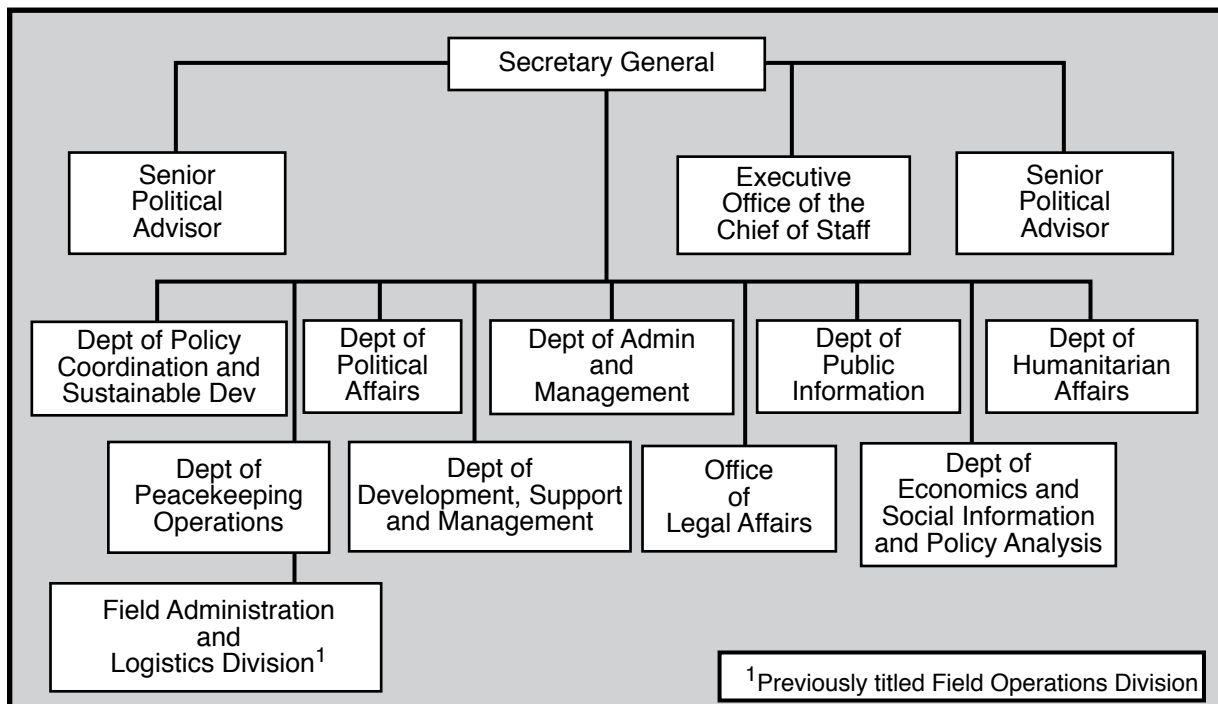 Secretary General
Senior
Political
Advisor
Executive
Office of the
Chief of Staff
Senior
Political
Advisor
Dept of Policy
Coordination and
Sustainable Dev
Dept of
Political
Affairs
Dept of Admin
and
Management
Dept of
Public
Information
Dept of
Humanitarian
Affairs
Dept of
Peacekeeping
Operations
Dept of
Development, Support
and Management
Office
of
Legal Affairs
Dept of
Economics and
Social Information
and Policy Analysis
Field Administration
and
Logistics Division¹
¹Previously titled Field Operations Division